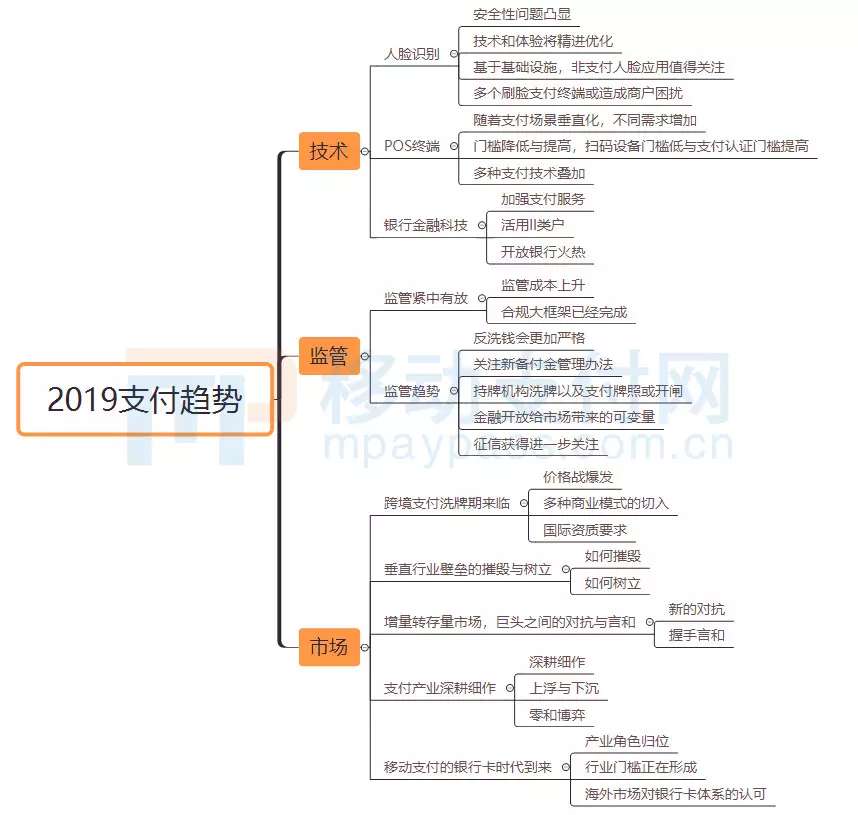 2019支付趋势
技术
人脸识别
安全性问题凸显
技术和体验将精进优化
基于基础设施，非支付人脸应用值得关注
多个刷脸支付终端或造成商户困扰
POS终端
随着支付场景垂直化，不同需求增加
门槛降低与提高，扫码设备门槛低与支付认证门槛提高
多种支付技术叠加
银行金融科技
加强支付服务
活用II类户
开放银行火热
监管
监管紧中有放
监管成本上升
合规大框架已经完成
监管趋势
反洗钱会更加严格
关注新备付金管理办法
持牌机构洗牌以及支付牌照或开闸
金融开放给市场带来的可变量
征信获得进一步关注
市场
跨境支付洗牌期来临
价格战爆发
多种商业模式的切入
国际资质要求
垂直行业壁垒的摧毁与树立
如何摧毁
如何树立
增量转存量市场，巨头之间的对抗与言和
新的对抗
握手言和
支付产业深耕细作
深耕细作
上浮与下沉
零和博弈
移动支付的银行卡时代到来
产业角色归位
行业门槛正在形成
海外市场对银行卡体系的认可
移动支付网
mpaypass.com.cn